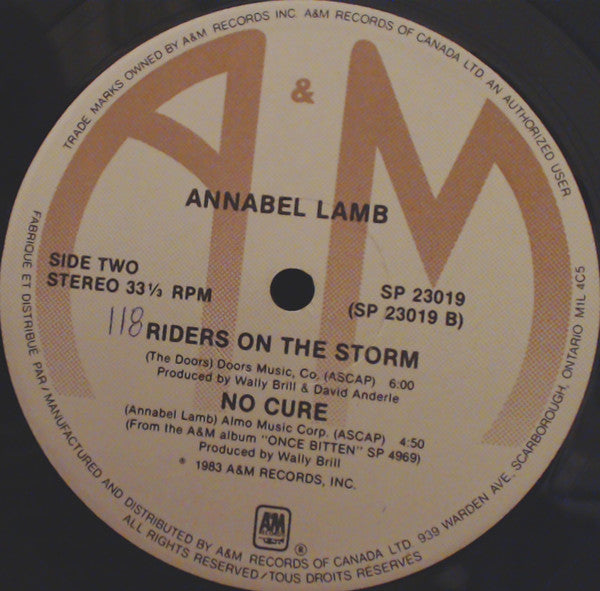 TRADE MARKS OWNED BY A&M RECORDS INC. A&M RECORDS OF CANADA LTD. AN AUTHORIZED USER
A&M
ANNABEL LAMB
SIDE TWO
STEREO 33⅓ RPM
SP 23019
(SP 23019 B)
118
RIDERS ON THE STORM
(The Doors) Doors Music, Co. (ASCAP) 6:00
Produced by Wally Brill & David Anderle
NO CURE
(Annabel Lamb) Almo Music Corp. (ASCAP) 4:50
(From the A&M album "ONCE BITTEN" SP 4969)
Produced by Wally Brill
℗ 1983 A&M RECORDS, INC.
A&M ®
FABRIQUE ET DISTRIBUE PAR/MANUFACTURED AND DISTRIBUTED BY A&M RECORDS OF CANADA LTD. 939 WARDEN AVE. SCARBOROUGH, ONTARIO M1L 4C5
ALL RIGHTS RESERVED/TOUS DROITS RESERVES